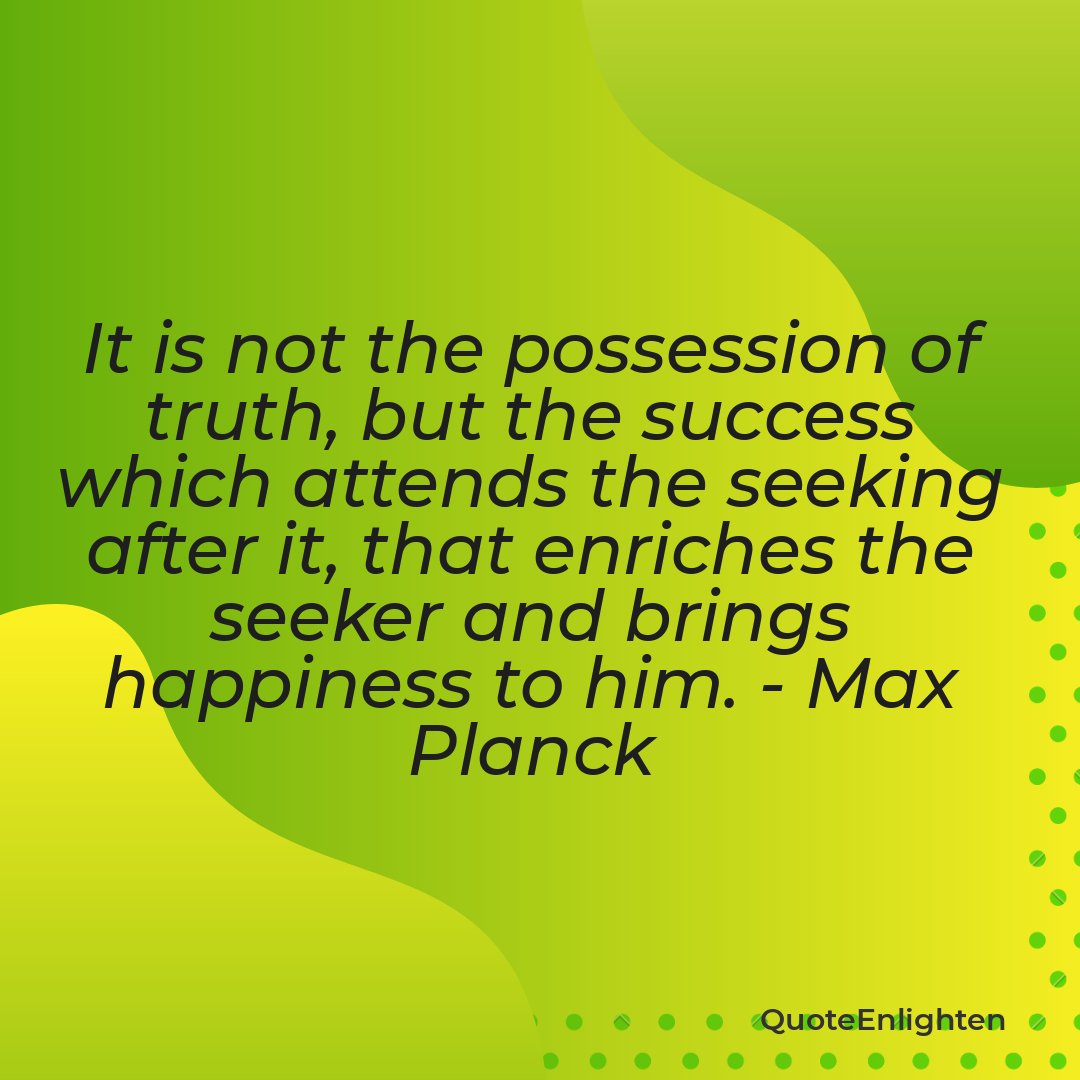 It is not the possession of
truth, but the success
which attends the seeking
after it, that enriches the
seeker and brings
happiness to him. - Max
Planck
QuoteEnlighten